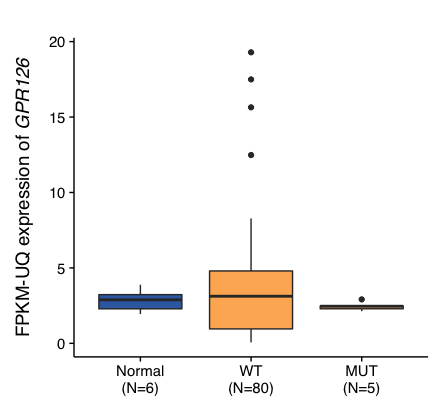 FPKM-UQ expression of GPR126
20
15
10
5
0
Normal
(N=6)
WT
(N=80)
MUT
(N=5)